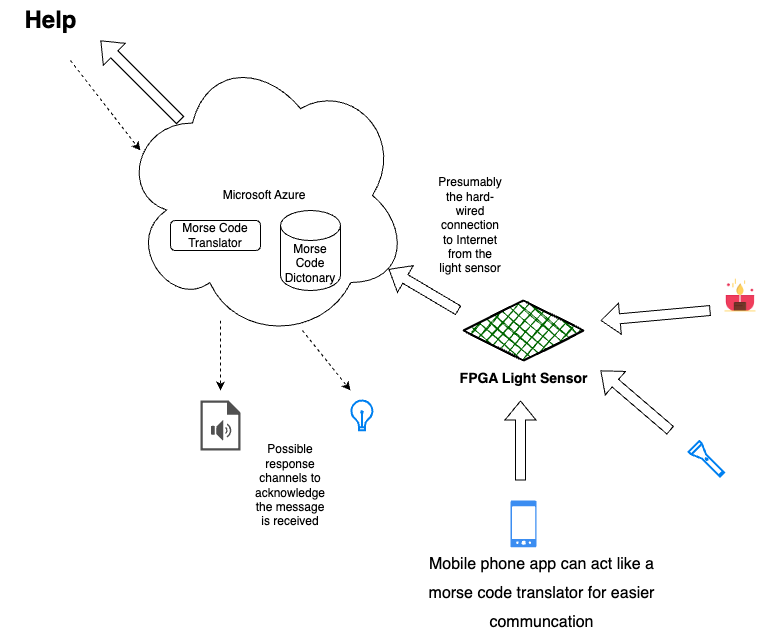 Help
Microsoft Azure
Morse Code
Translator
Morse
Code
Dictonary
Presumably
the hard-
wired
connection
to Internet
from the
light sensor
FPGA Light Sensor
Possible
response
channels to
acknowledge
the message
is received
Mobile phone app can act like a
morse code translator for easier
communcation